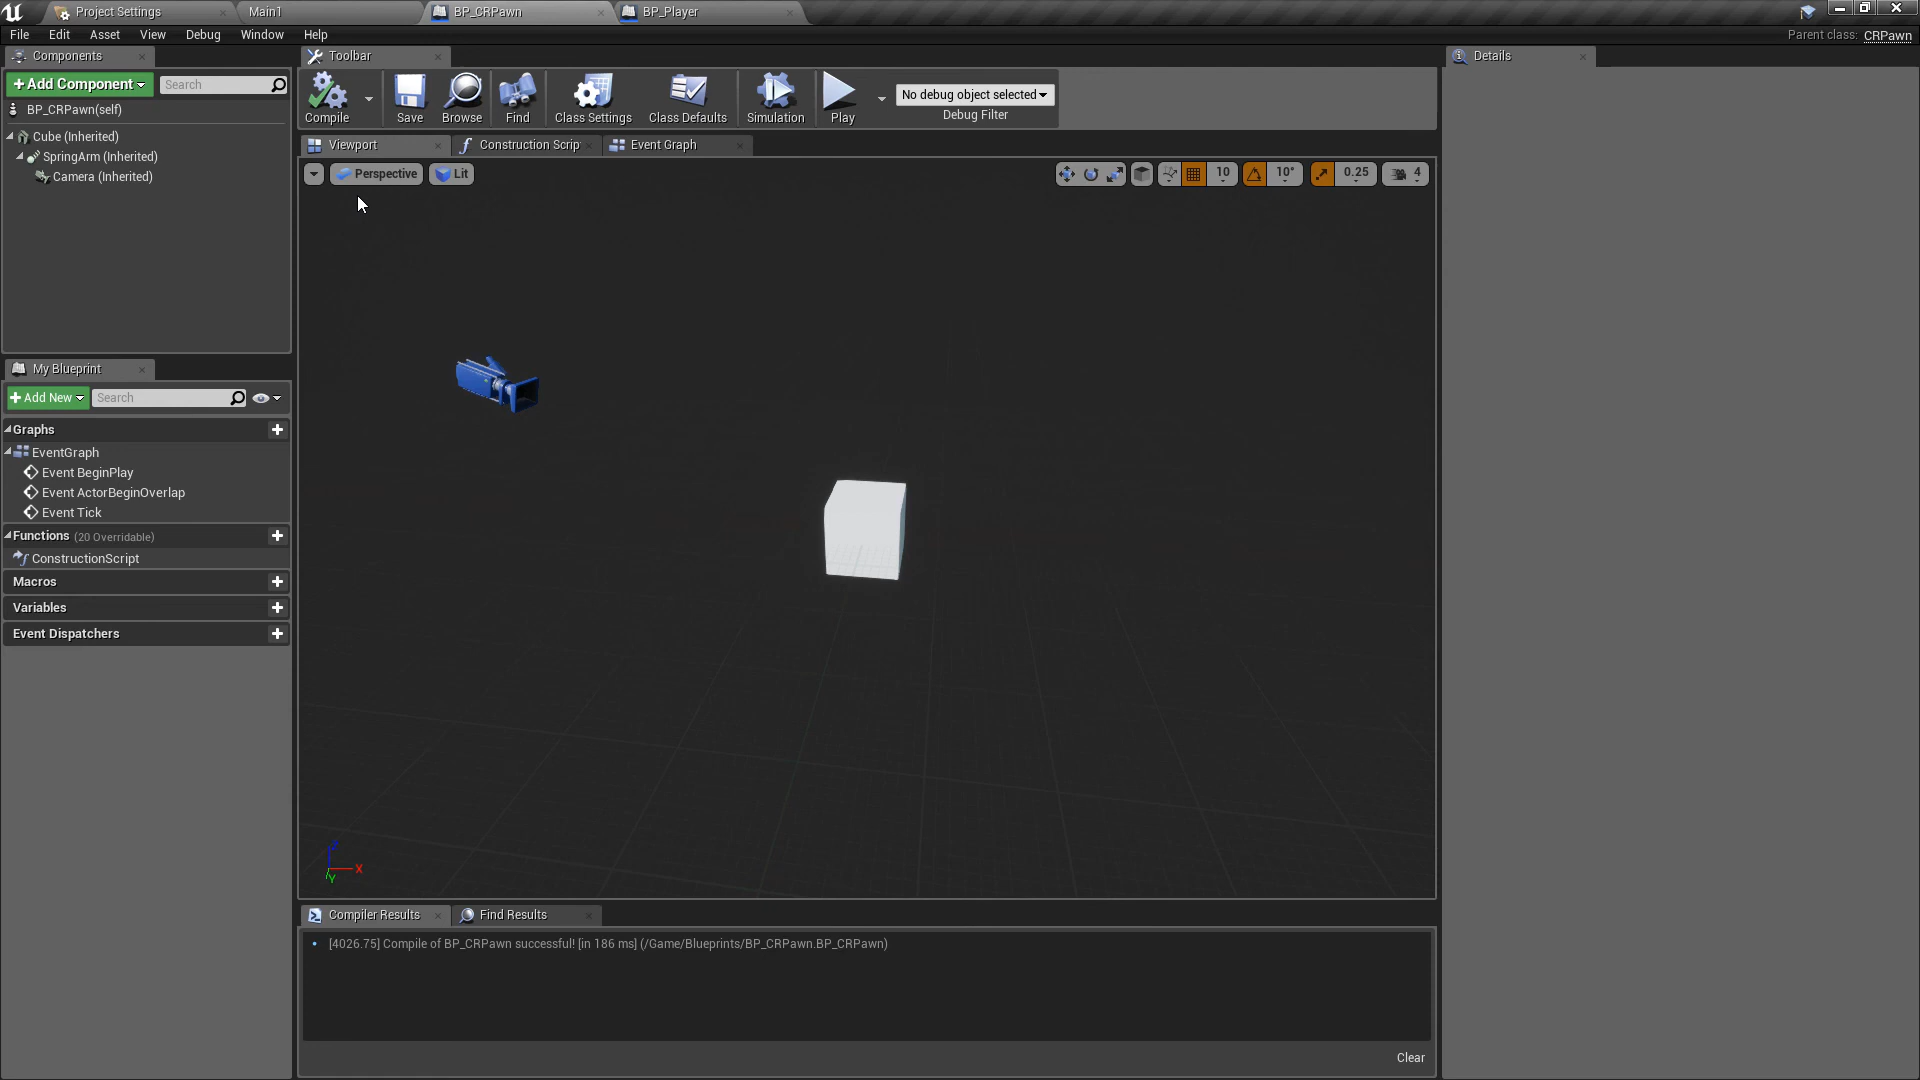 Project Settings
Main1
BP_CRPawn
BP_Player
File
Edit
Asset
View
Debug
Window
Help
Parent class: CRPawn
Components
+Add Component
Search
BP_CRPawn(self)
Cube (Inherited)
SpringArm (Inherited)
Camera (Inherited)
My Blueprint
+Add New
Search
Graphs
EventGraph
Event BeginPlay
Event ActorBeginOverlap
Event Tick
Functions (20 Overridable)
ConstructionScript
Macros
Variables
Event Dispatchers
Toolbar
Compile
Save
Browse
Find
Class Settings
Class Defaults
Simulation
Play
No debug object selected
Debug Filter
Viewport
Construction Scrip
Event Graph
Perspective
Lit
10
10°
0.25
4
Z
X
Y
Compiler Results
Find Results
[4026.75] Compile of BP_CRPawn successful! [in 186 ms] (/Game/Blueprints/BP_CRPawn.BP_CRPawn)
Clear
Details